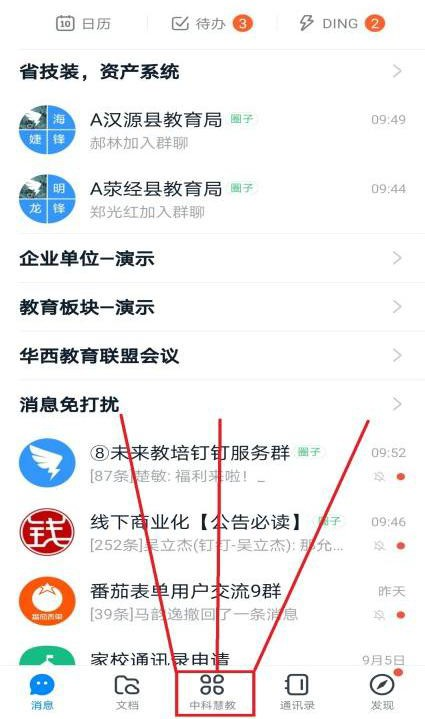 10 日历
待办 3
DING 2
省技装，资产系统
海
婕 锋
A汉源县教育局 圈子 09:49
郝林加入群聊
明
龙 锋
A荥经县教育局 圈子 09:44
郑光红加入群聊
企业单位—演示
教育板块—演示
华西教育联盟会议
消息免打扰
⑧未来教培钉钉服务群 圈子 09:52
[87条]楚敏: 福利来啦！_
钱
线下商业化【公告必读】 圈子 09:46
[252条]吴立杰(钉钉-吴立杰): 那允...
番茄表单用户交流9群 昨天
[39条]马韵逸撤回了一条消息
番茄表单
家校通讯录申请 9月5日
消息
文档
中科慧教
通讯录
发现